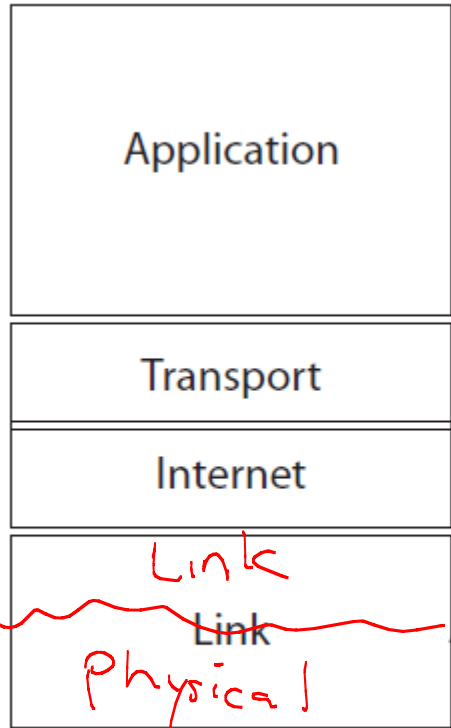 Application
Transport
Internet
Link
Link
Physical